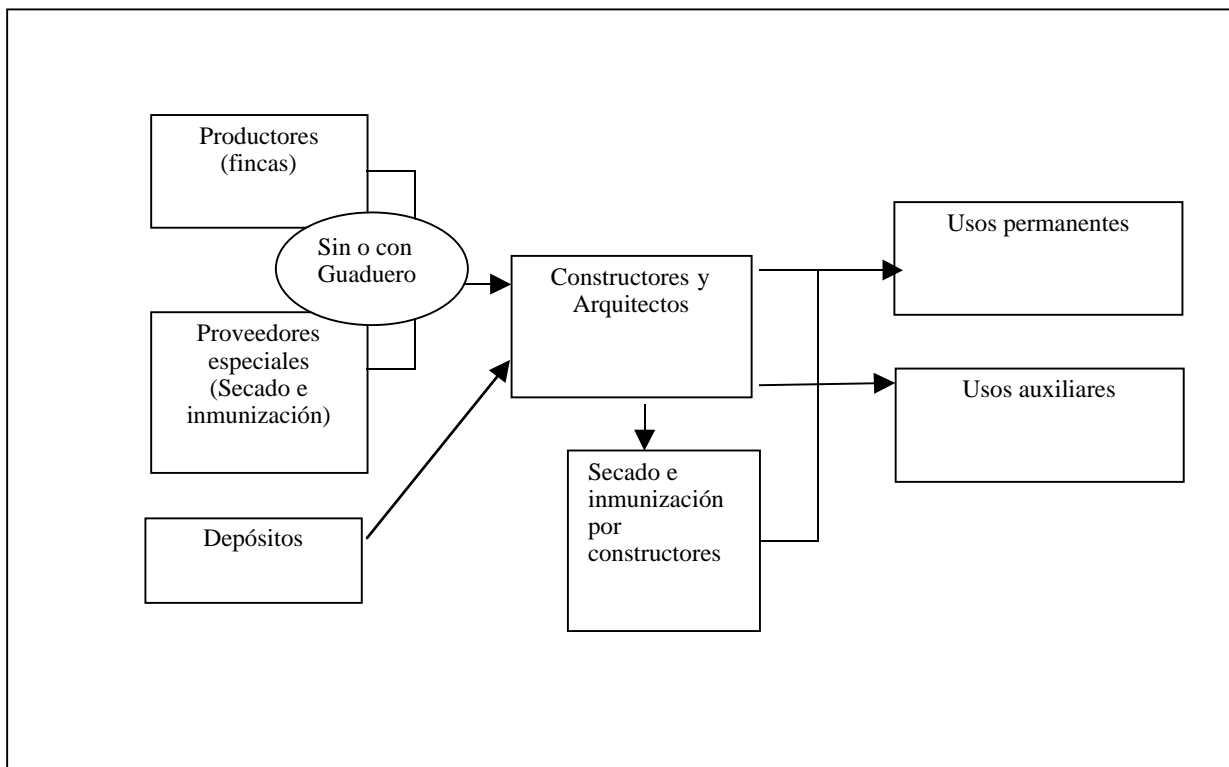 Productores
(fincas)
Sin o con
Guaduero
Proveedores
especiales
(Secado e
inmunización)
Depósitos
Constructores y
Arquitectos
Secado e
inmunización
por
constructores
Usos permanentes
Usos auxiliares